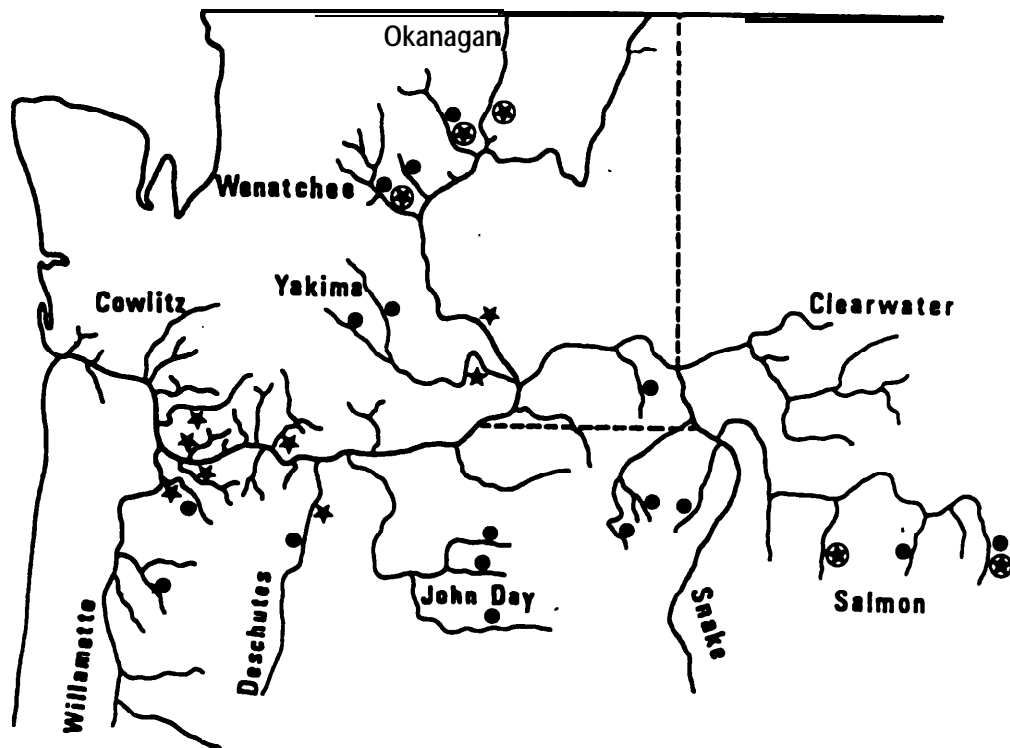 Okanagan
Wenatchee
Yakima
Cowlitz
Clearwater
John Day
Salmon
Snake
Deschutes
Willamette